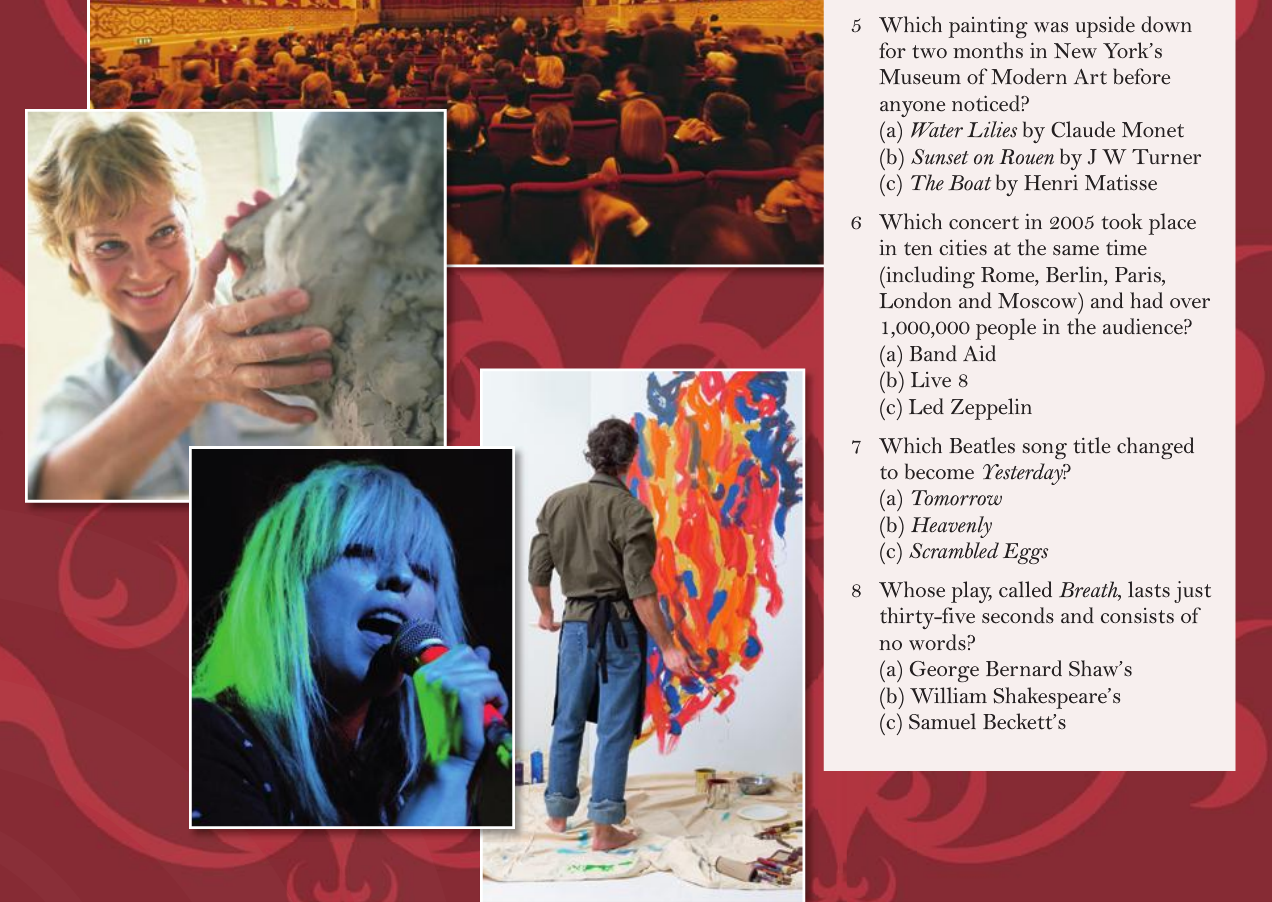 5 Which painting was upside down
for two months in New York's
Museum of Modern Art before
anyone noticed?
(a) Water Lilies by Claude Monet
(b) Sunset on Rouen by J W Turner
(c) The Boat by Henri Matisse
6 Which concert in 2005 took place
in ten cities at the same time
(including Rome, Berlin, Paris,
London and Moscow) and had over
1,000,000 people in the audience?
(a) Band Aid
(b) Live 8
(c) Led Zeppelin
7 Which Beatles song title changed
to become Yesterday?
(a) Tomorrow
(b) Heavenly
(c) Scrambled Eggs
8 Whose play, called Breath, lasts just
thirty-five seconds and consists of
no words?
(a) George Bernard Shaw's
(b) William Shakespeare's
(c) Samuel Beckett's